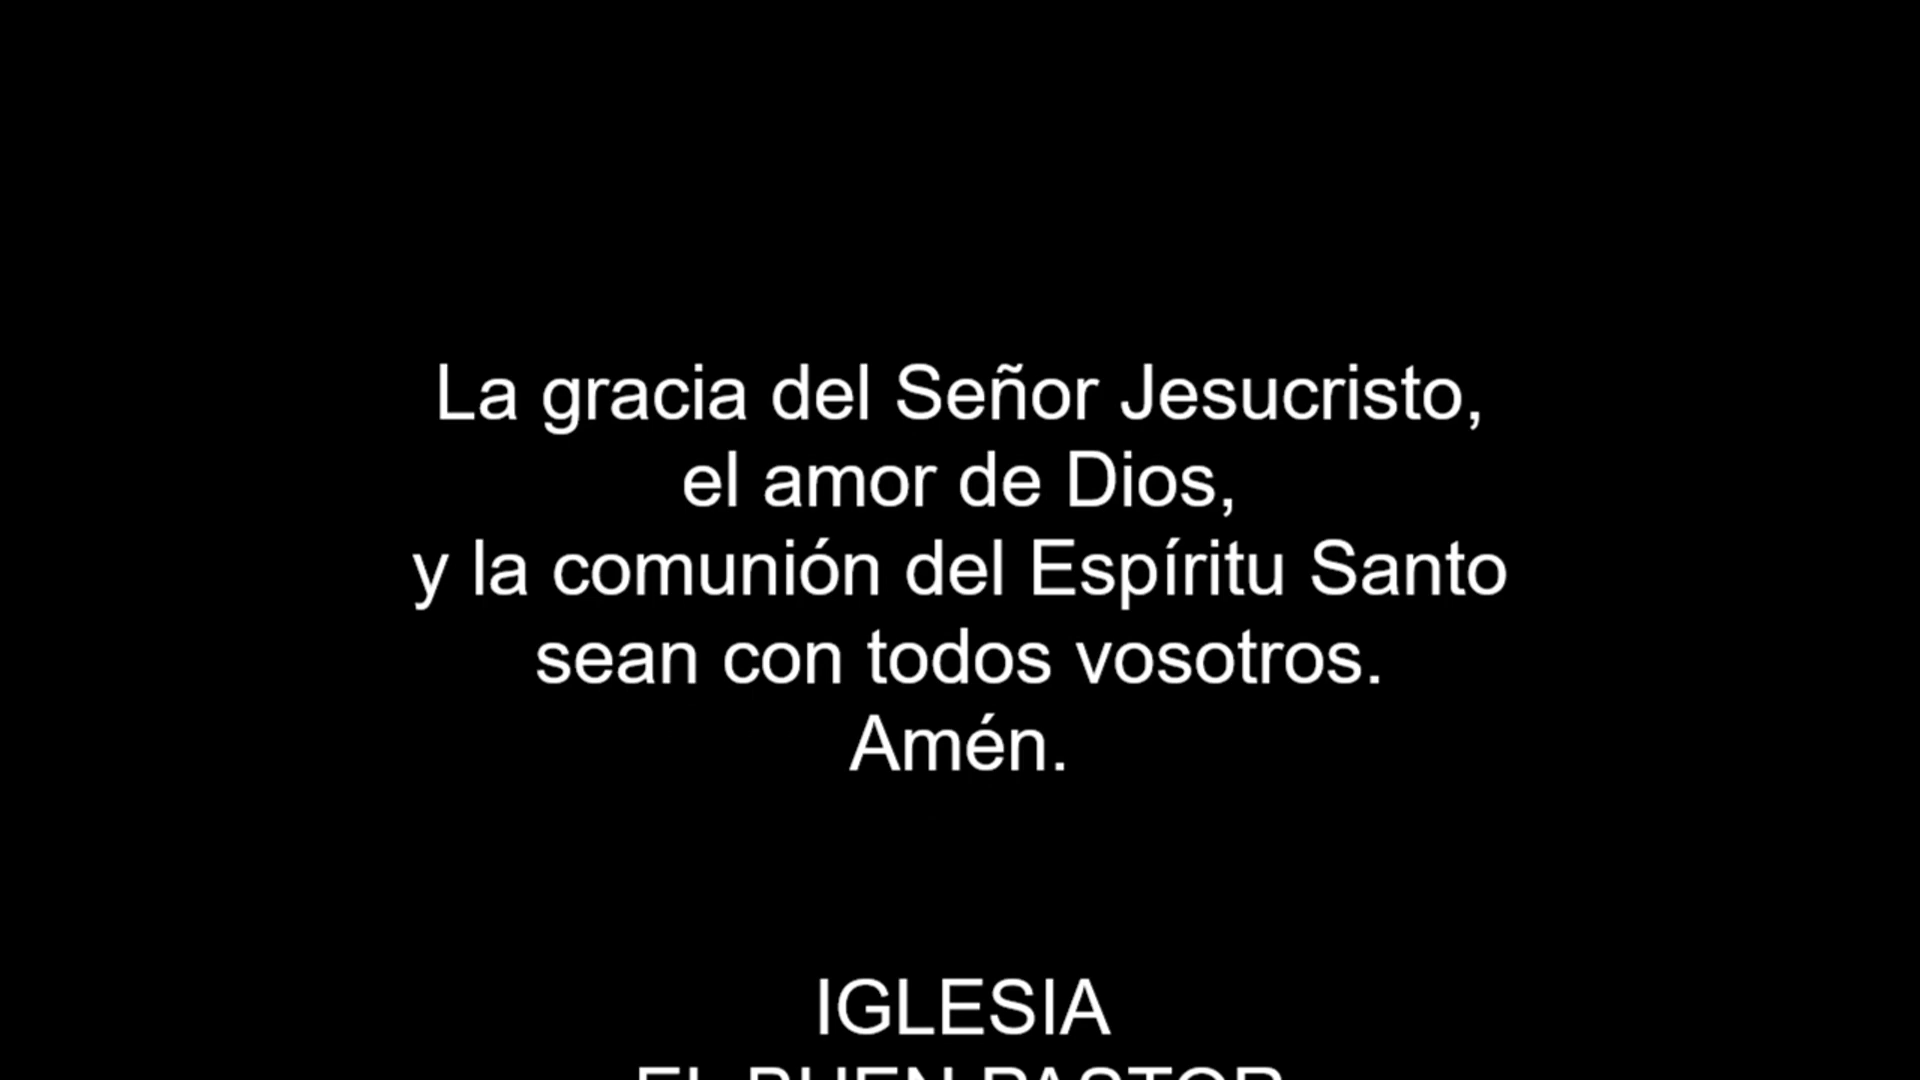 La gracia del Señor Jesucristo,
el amor de Dios,
y la comunión del Espíritu Santo
sean con todos vosotros.
Amén.
IGLESIA
EL BUEN PASTOR